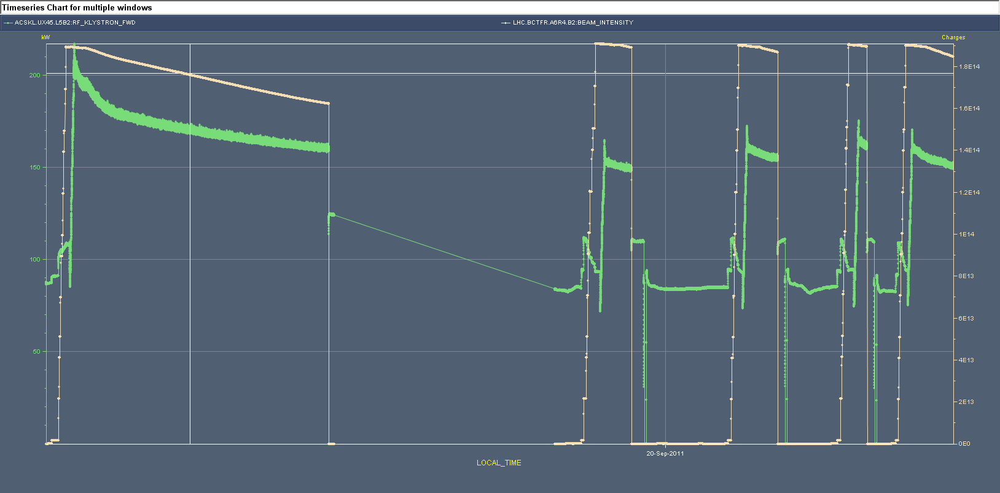 Timeseries Chart for multiple windows
ACSKL.UX45.L5B2:RF_KLYSTRON_FWD LHC.BCTFR.A6R4.B2:BEAM_INTENSITY
kW Charges
200
150
100
50
1.8E14
1.6E14
1.4E14
1.2E14
1E14
8E13
6E13
4E13
2E13
0E0
20-Sep-2011
LOCAL_TIME